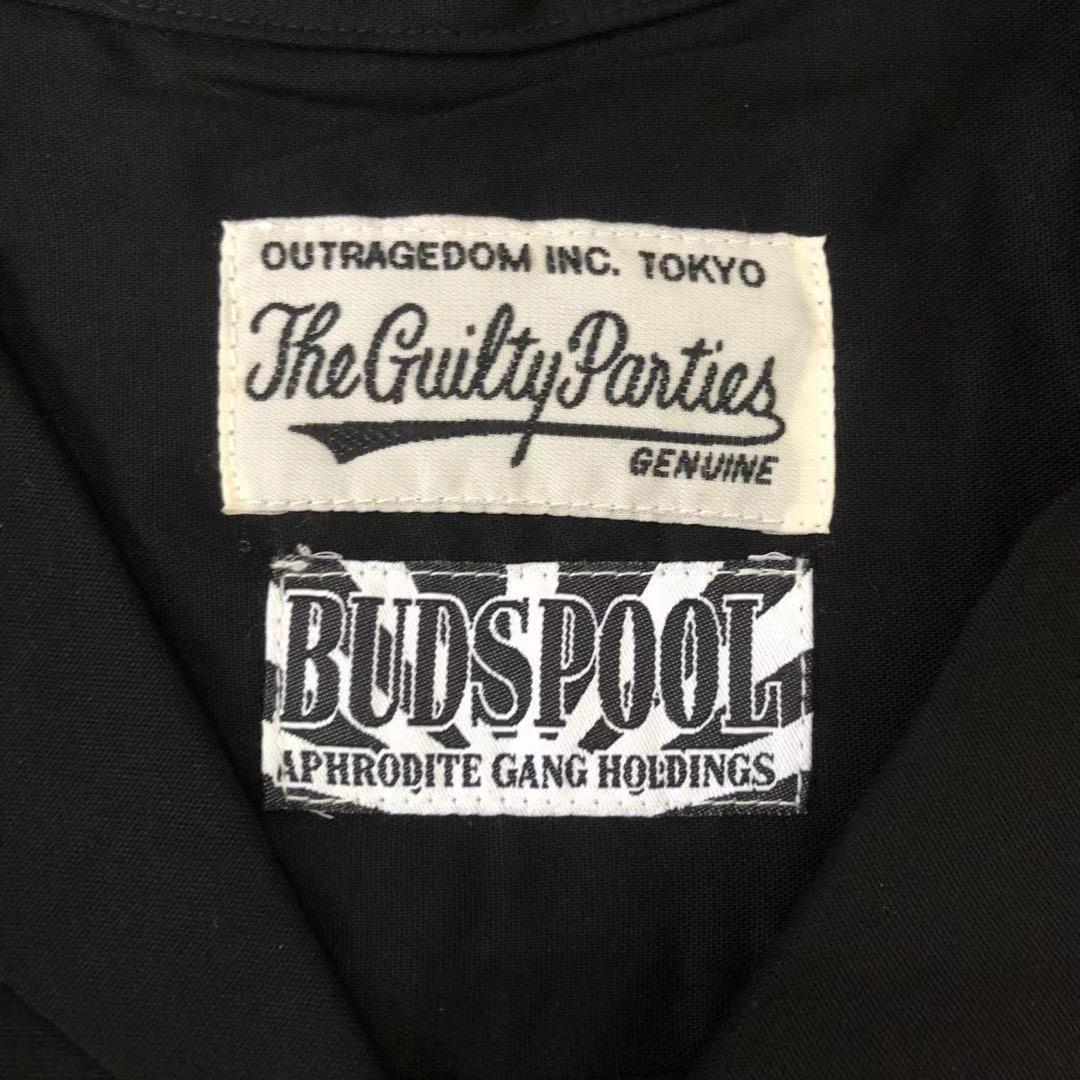 OUTRAGEDOM INC. TOKYO
The Guilty Parties
GENUINE
BUDSPOOL
APHRODITE GANG HOLDINGS